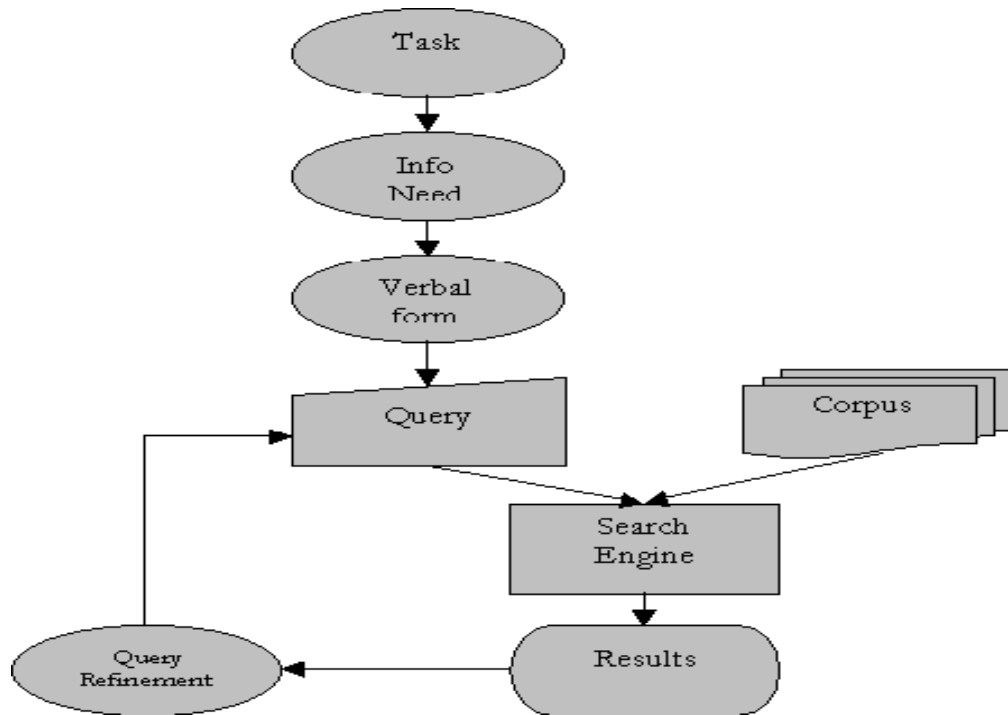 Task
Info
Need
Verbal
form
Query
Corpus
Search
Engine
Results
Query
Refinement